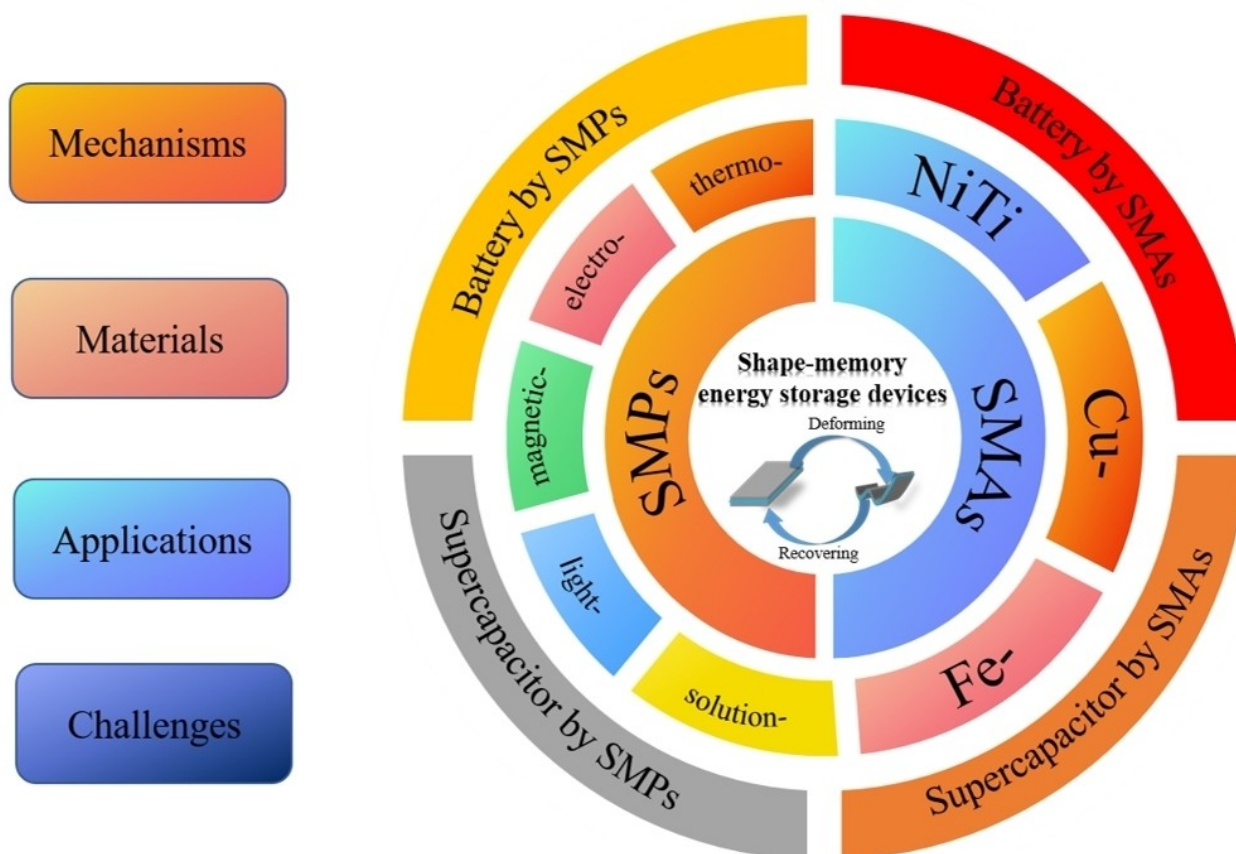 Mechanisms
Materials
Applications
Challenges
Battery by SMPs
Battery by SMAs
Supercapacitor by SMPs
Supercapacitor by SMAs
thermo-
electro-
magnetic-
light-
solution-
NiTi
Cu-
Fe-
SMPs
SMAs
Shape-memory
energy storage devices
Deforming
Recovering